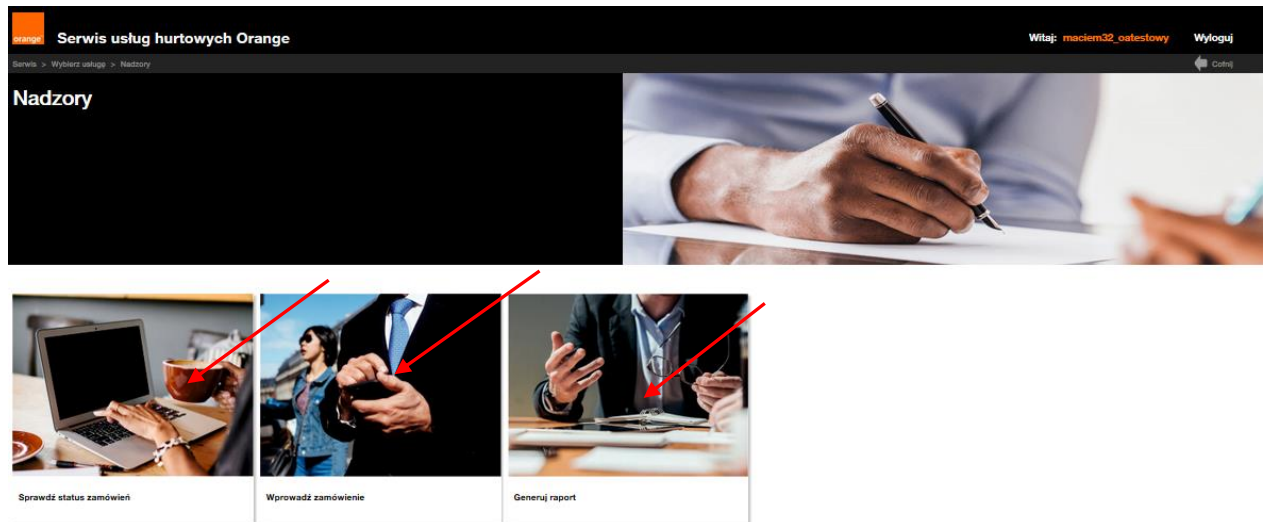 orange
Serwis usług hurtowych Orange
Witaj: maciem32_oatestowy Wyloguj
Serwis > Wybierz usługę > Nadzory
Cofnij
Nadzory
Sprawdź status zamówień
Wprowadź zamówienie
Generuj raport